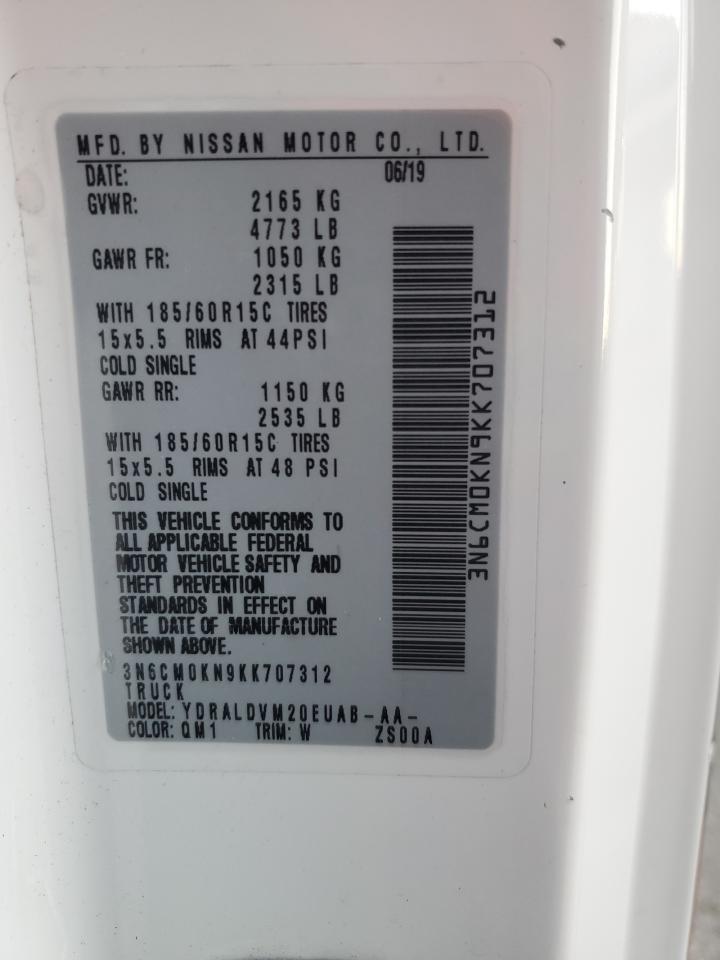 MFD. BY NISSAN MOTOR CO., LTD.
DATE: 06/19
GVWR: 2165 KG
4773 LB
GAWR FR: 1050 KG
2315 LB
WITH 185/60R15C TIRES
15x5.5 RIMS AT 44PSI
COLD SINGLE
GAWR RR: 1150 KG
2535 LB
WITH 185/60R15C TIRES
15x5.5 RIMS AT 48 PSI
COLD SINGLE
THIS VEHICLE CONFORMS TO
ALL APPLICABLE FEDERAL
MOTOR VEHICLE SAFETY AND
THEFT PREVENTION
STANDARDS IN EFFECT ON
THE DATE OF MANUFACTURE
SHOWN ABOVE.
3N6CM0KN9KK707312
TRUCK
MODEL: YDRALDVM20EUAB-AA-
COLOR: QM1 TRIM: W ZS00A
3N6CM0KN9KK707312